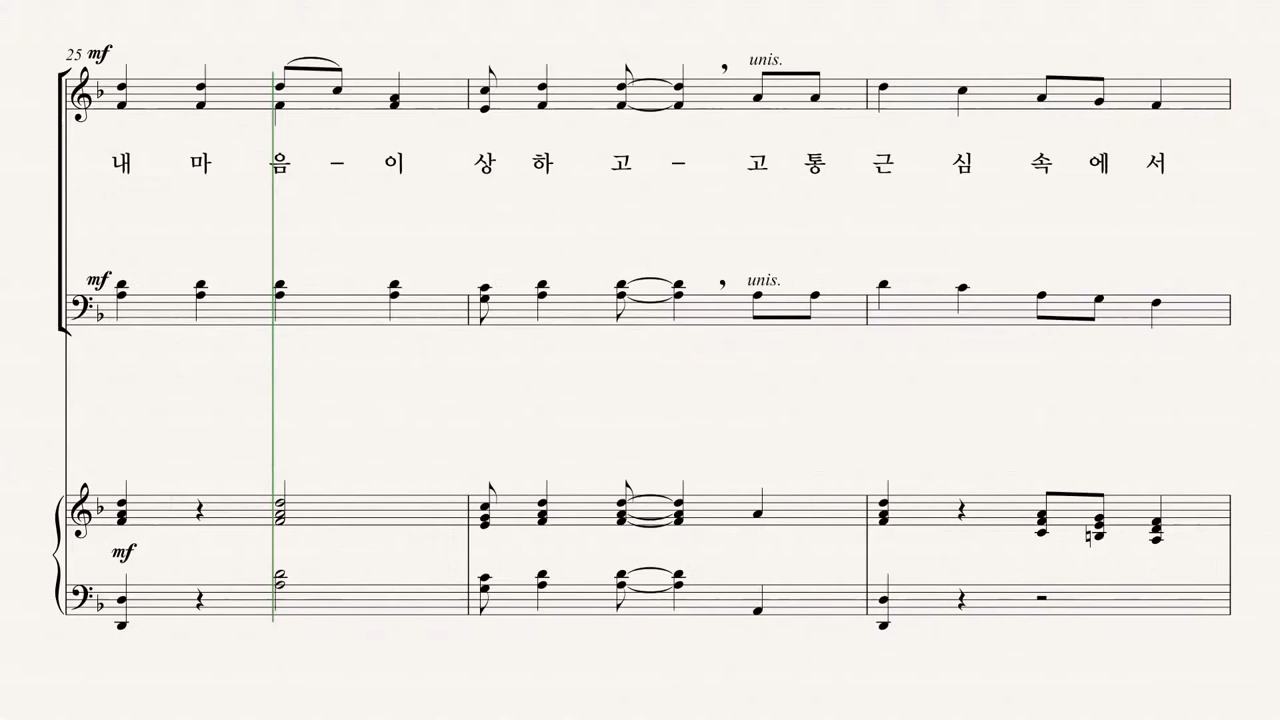 25 mf
unis.
내 마 음 – 이 상 하 고 – 고 통 근 심 속 에 서
mf
unis.
mf